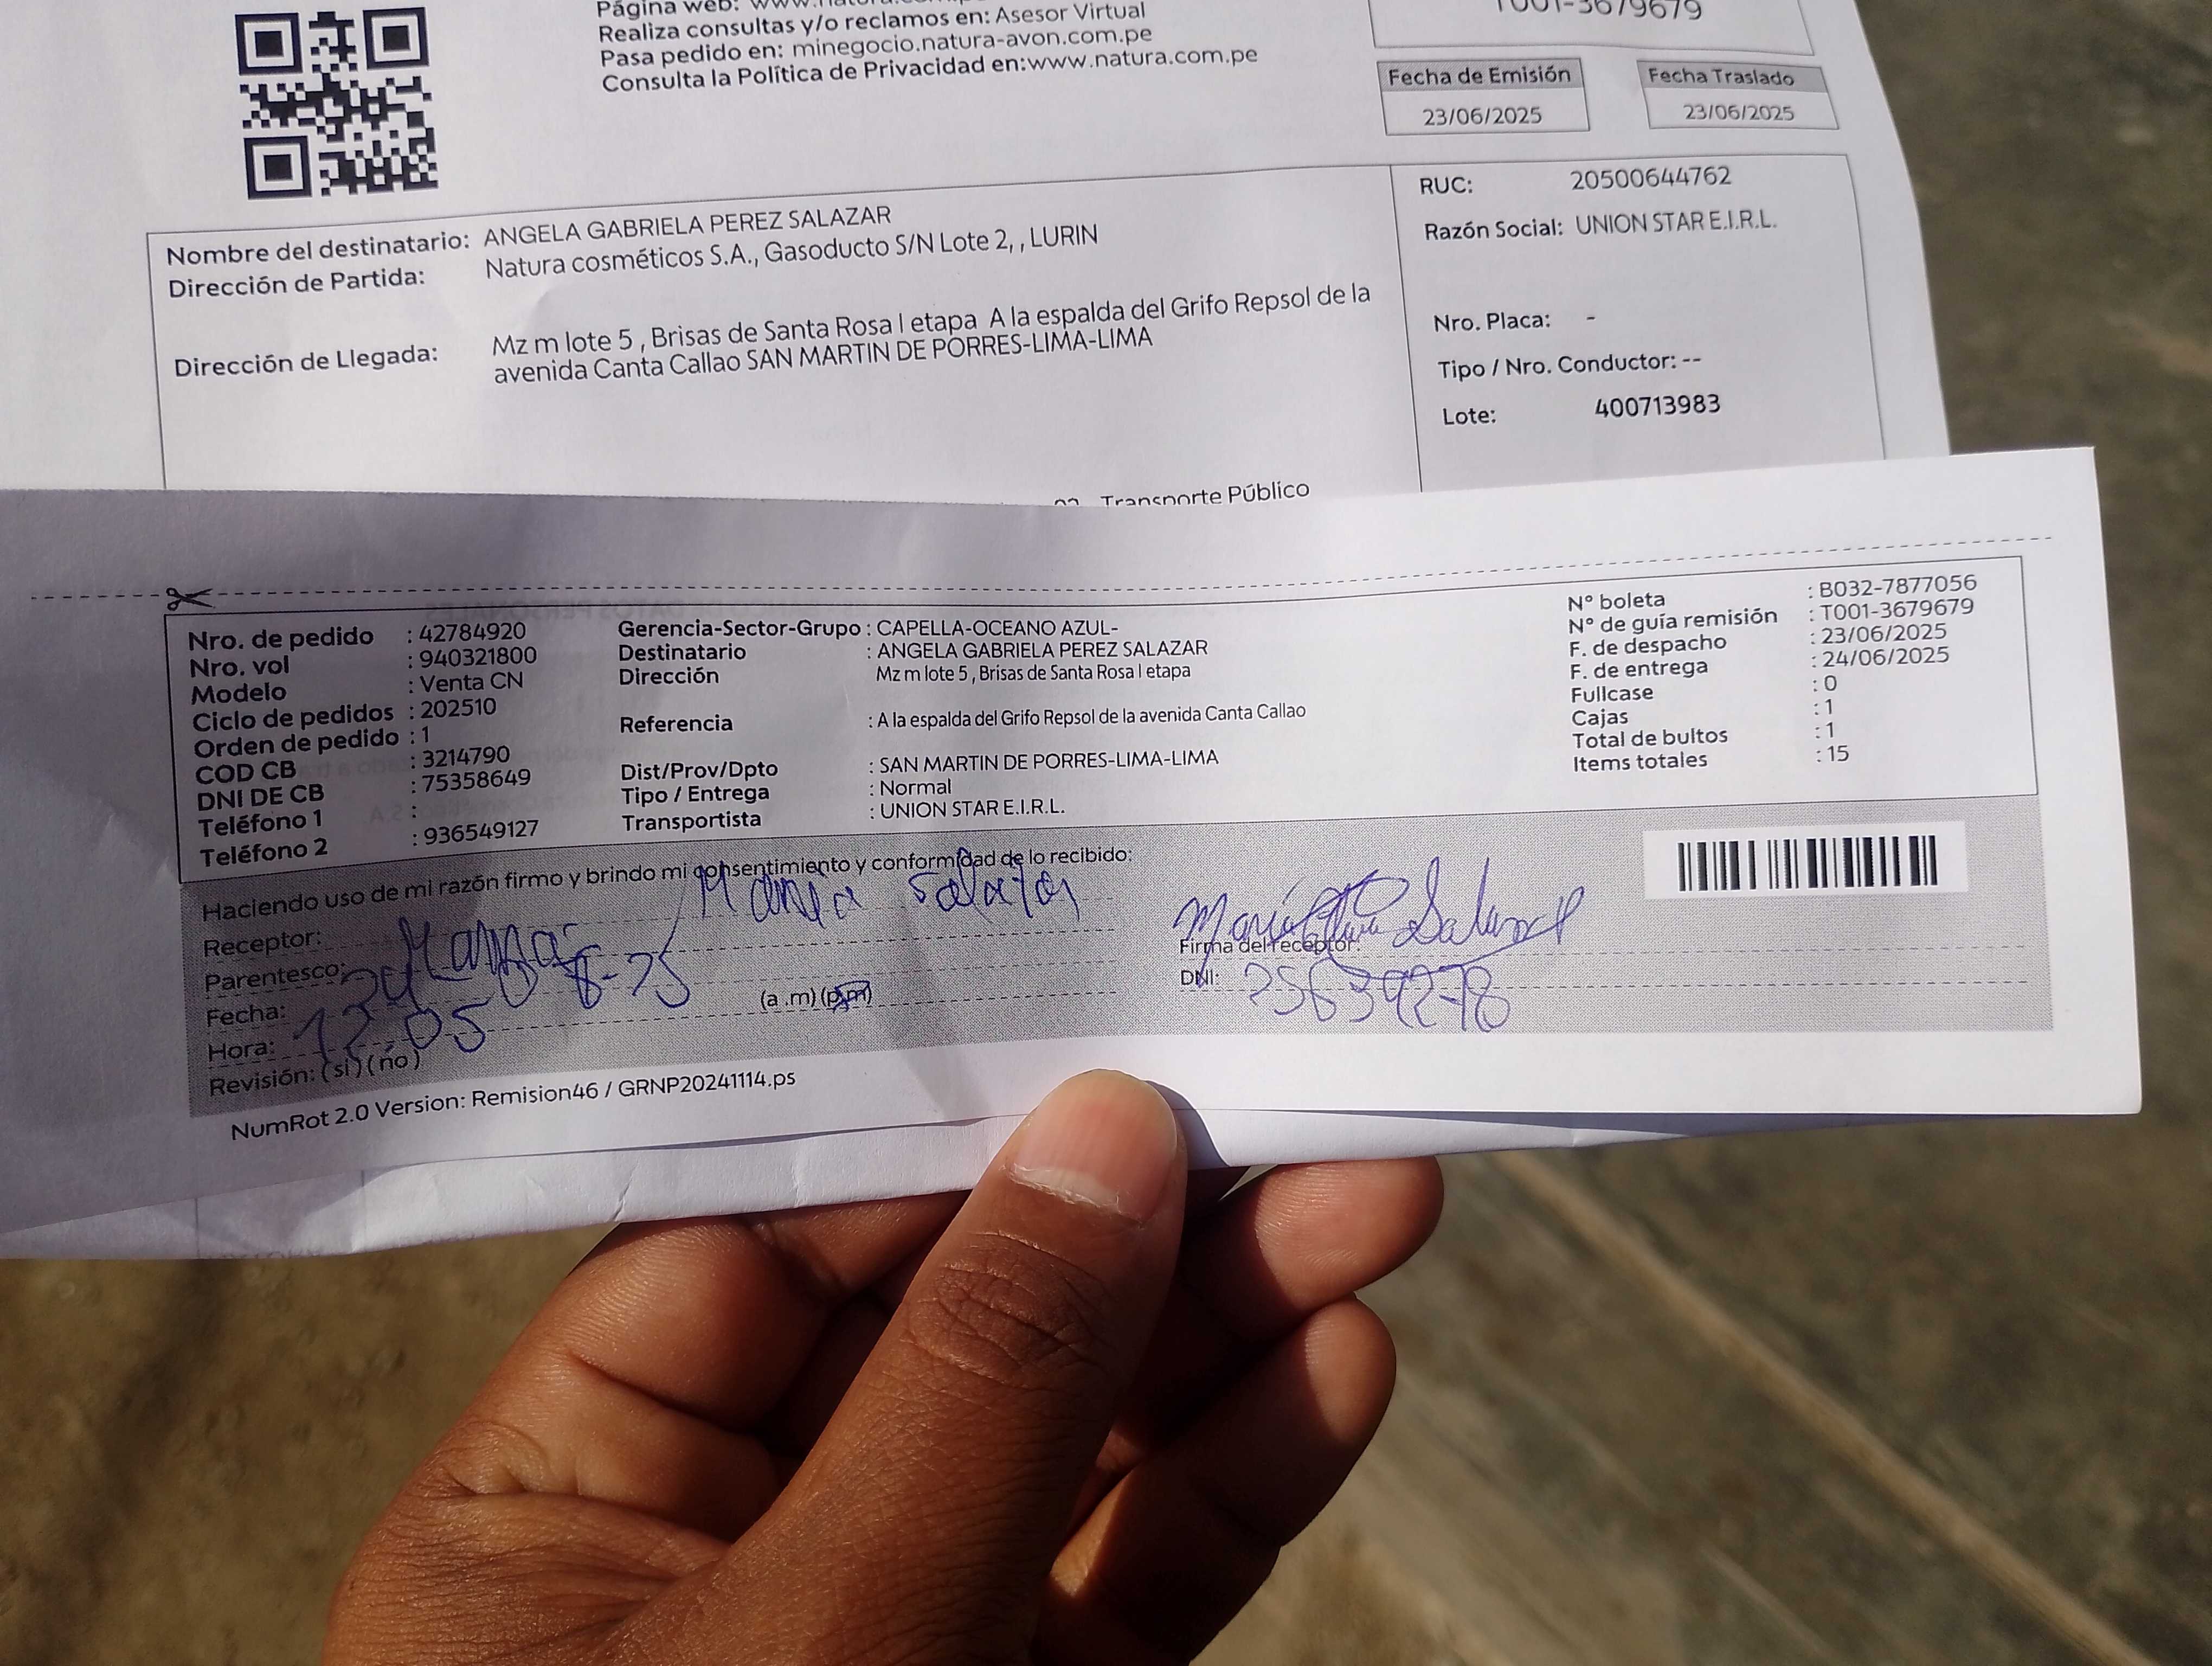 Página web:
Realiza consultas y/o reclamos en: Asesor Virtual
Pasa pedido en: minegocio.natura-avon.com.pe
Consulta la Política de Privacidad en:www.natura.com.pe
T001-3679679
Fecha de Emisión
23/06/2025
Fecha Traslado
23/06/2025
Nombre del destinatario: ANGELA GABRIELA PEREZ SALAZAR
Dirección de Partida: Natura cosméticos S.A., Gasoducto S/N Lote 2, , LURIN
Dirección de Llegada: Mz m lote 5 , Brisas de Santa Rosa I etapa A la espalda del Grifo Repsol de la
avenida Canta Callao SAN MARTIN DE PORRES-LIMA-LIMA
RUC: 20500644762
Razón Social: UNION STAR E.I.R.L.
Nro. Placa: -
Tipo / Nro. Conductor: --
Lote: 400713983
Transporte Público
Nro. de pedido : 42784920
Nro. vol : 940321800
Modelo : Venta CN
Ciclo de pedidos : 202510
Orden de pedido : 1
COD CB : 3214790
DNI DE CB : 75358649
Teléfono 1 :
Teléfono 2 : 936549127
Gerencia-Sector-Grupo : CAPELLA-OCEANO AZUL-
Destinatario : ANGELA GABRIELA PEREZ SALAZAR
Dirección Mz m lote 5 , Brisas de Santa Rosa I etapa
Referencia : A la espalda del Grifo Repsol de la avenida Canta Callao
Dist/Prov/Dpto : SAN MARTIN DE PORRES-LIMA-LIMA
Tipo / Entrega : Normal
Transportista : UNION STAR E.I.R.L.
N° boleta : B032-7877056
N° de guía remisión : T001-3679679
F. de despacho : 23/06/2025
F. de entrega : 24/06/2025
Fullcase : 0
Cajas : 1
Total de bultos : 1
Items totales : 15
Haciendo uso de mi razón firmo y brindo mi consentimiento y conformidad de lo recibido:
Receptor: Maria Salazar
Parentesco: Mama
Fecha:
Hora: 12:05 (a .m) (p.m)
Revisión: (si) (no)
Firma del receptor:
DNI:
NumRot 2.0 Version: Remision46 / GRNP20241114.ps